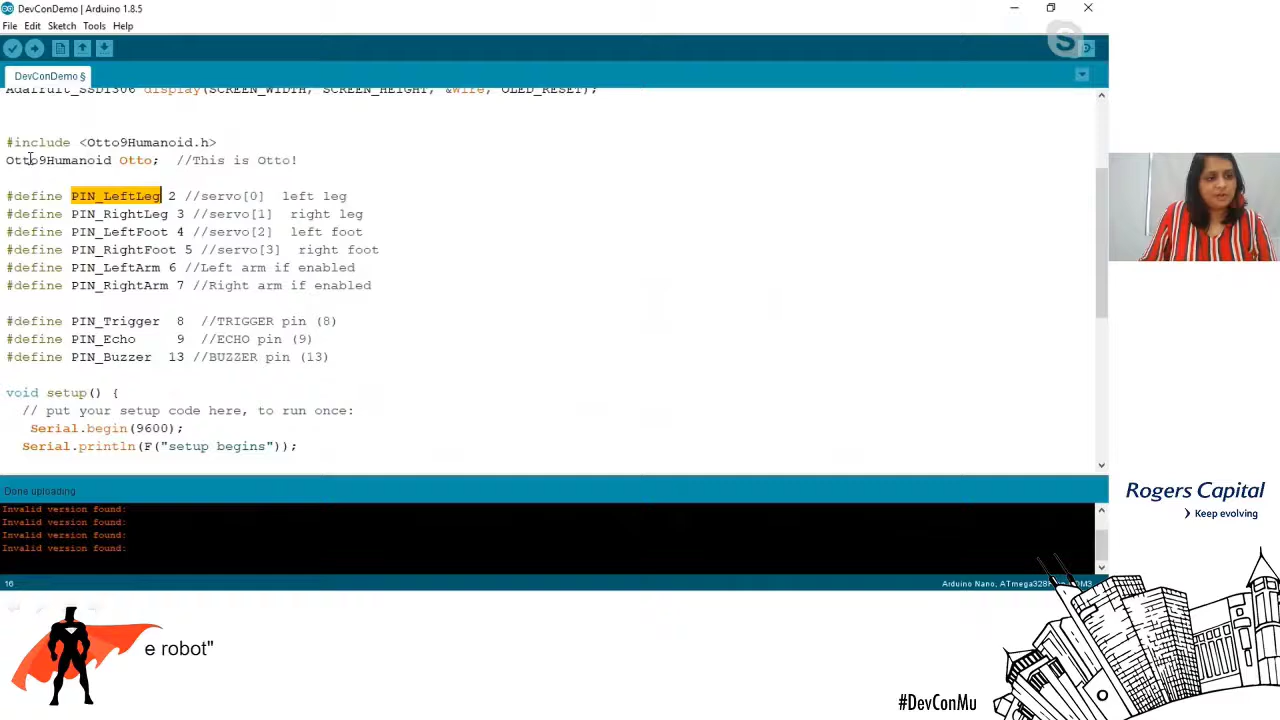 DevConDemo | Arduino 1.8.5
File Edit Sketch Tools Help
DevConDemo §
Adafruit_SSD1306 display(SCREEN_WIDTH, SCREEN_HEIGHT, &Wire, OLED_RESET);
#include <Otto9Humanoid.h>
Otto9Humanoid Otto;  //This is Otto!
#define PIN_LeftLeg 2 //servo[0]  left leg
#define PIN_RightLeg 3 //servo[1]  right leg
#define PIN_LeftFoot 4 //servo[2]  left foot
#define PIN_RightFoot 5 //servo[3]  right foot
#define PIN_LeftArm 6 //Left arm if enabled
#define PIN_RightArm 7 //Right arm if enabled
#define PIN_Trigger  8  //TRIGGER pin (8)
#define PIN_Echo     9  //ECHO pin (9)
#define PIN_Buzzer  13 //BUZZER pin (13)
void setup() {
// put your setup code here, to run once:
Serial.begin(9600);
Serial.println(F("setup begins"));
Done uploading
Invalid version found:
Invalid version found:
Invalid version found:
Invalid version found:
16
Arduino Nano, ATmega328
Rogers Capital
Keep evolving
e robot"
#DevConMu